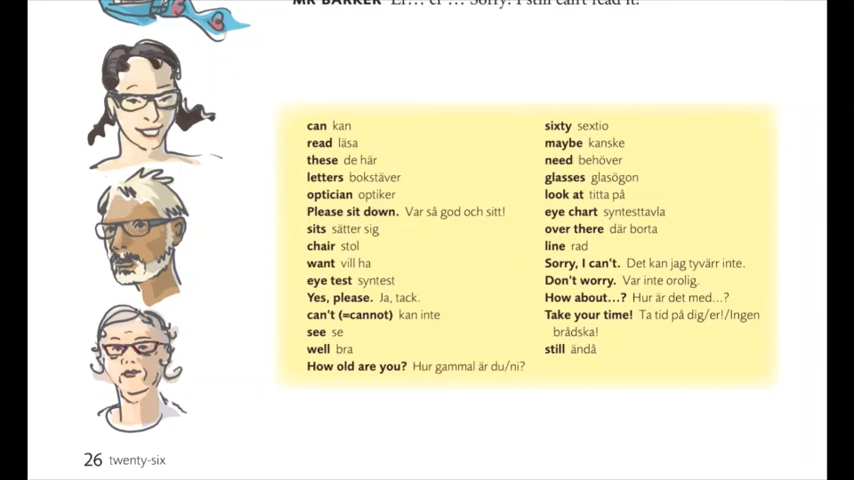 MR BARKER Er… er … Sorry! I still can't read it!
can kan
read läsa
these de här
letters bokstäver
optician optiker
Please sit down. Var så god och sitt!
sits sätter sig
chair stol
want vill ha
eye test syntest
Yes, please. Ja, tack.
can't (=cannot) kan inte
see se
well bra
How old are you? Hur gammal är du/ni?
sixty sextio
maybe kanske
need behöver
glasses glasögon
look at titta på
eye chart syntesttavla
over there där borta
line rad
Sorry, I can't. Det kan jag tyvärr inte.
Don't worry. Var inte orolig.
How about…? Hur är det med…?
Take your time! Ta tid på dig/er!/Ingen
brådska!
still ändå
26 twenty-six